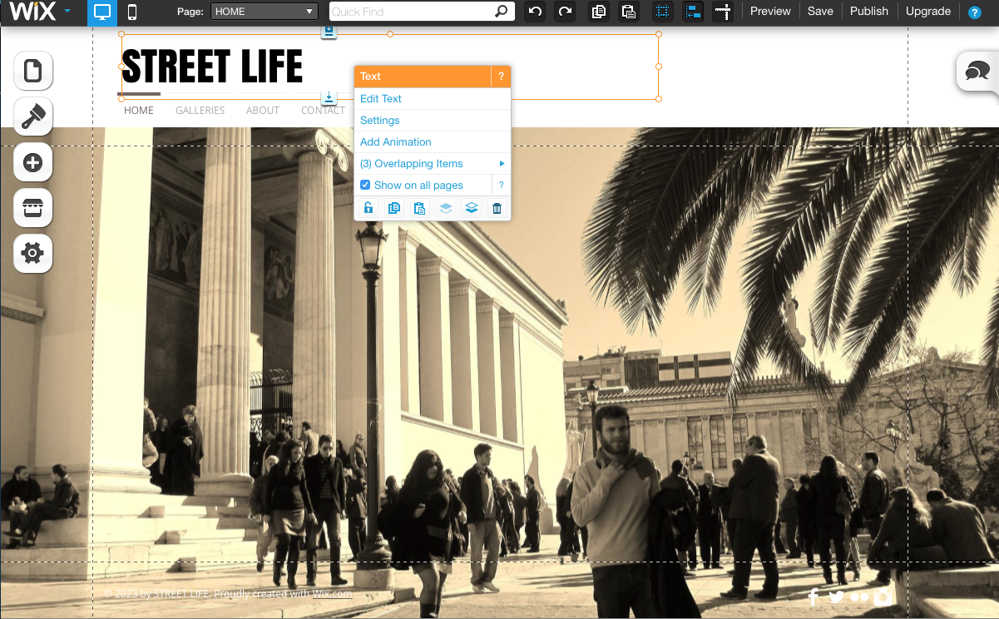 WiX Page: HOME Quick Find Preview Save Publish Upgrade ?
STREET LIFE
HOME GALLERIES ABOUT CONTACT
Text ?
Edit Text
Settings
Add Animation
(3) Overlapping Items
Show on all pages ?
© 2023 by STREET LIFE. Proudly created with Wix.com
f